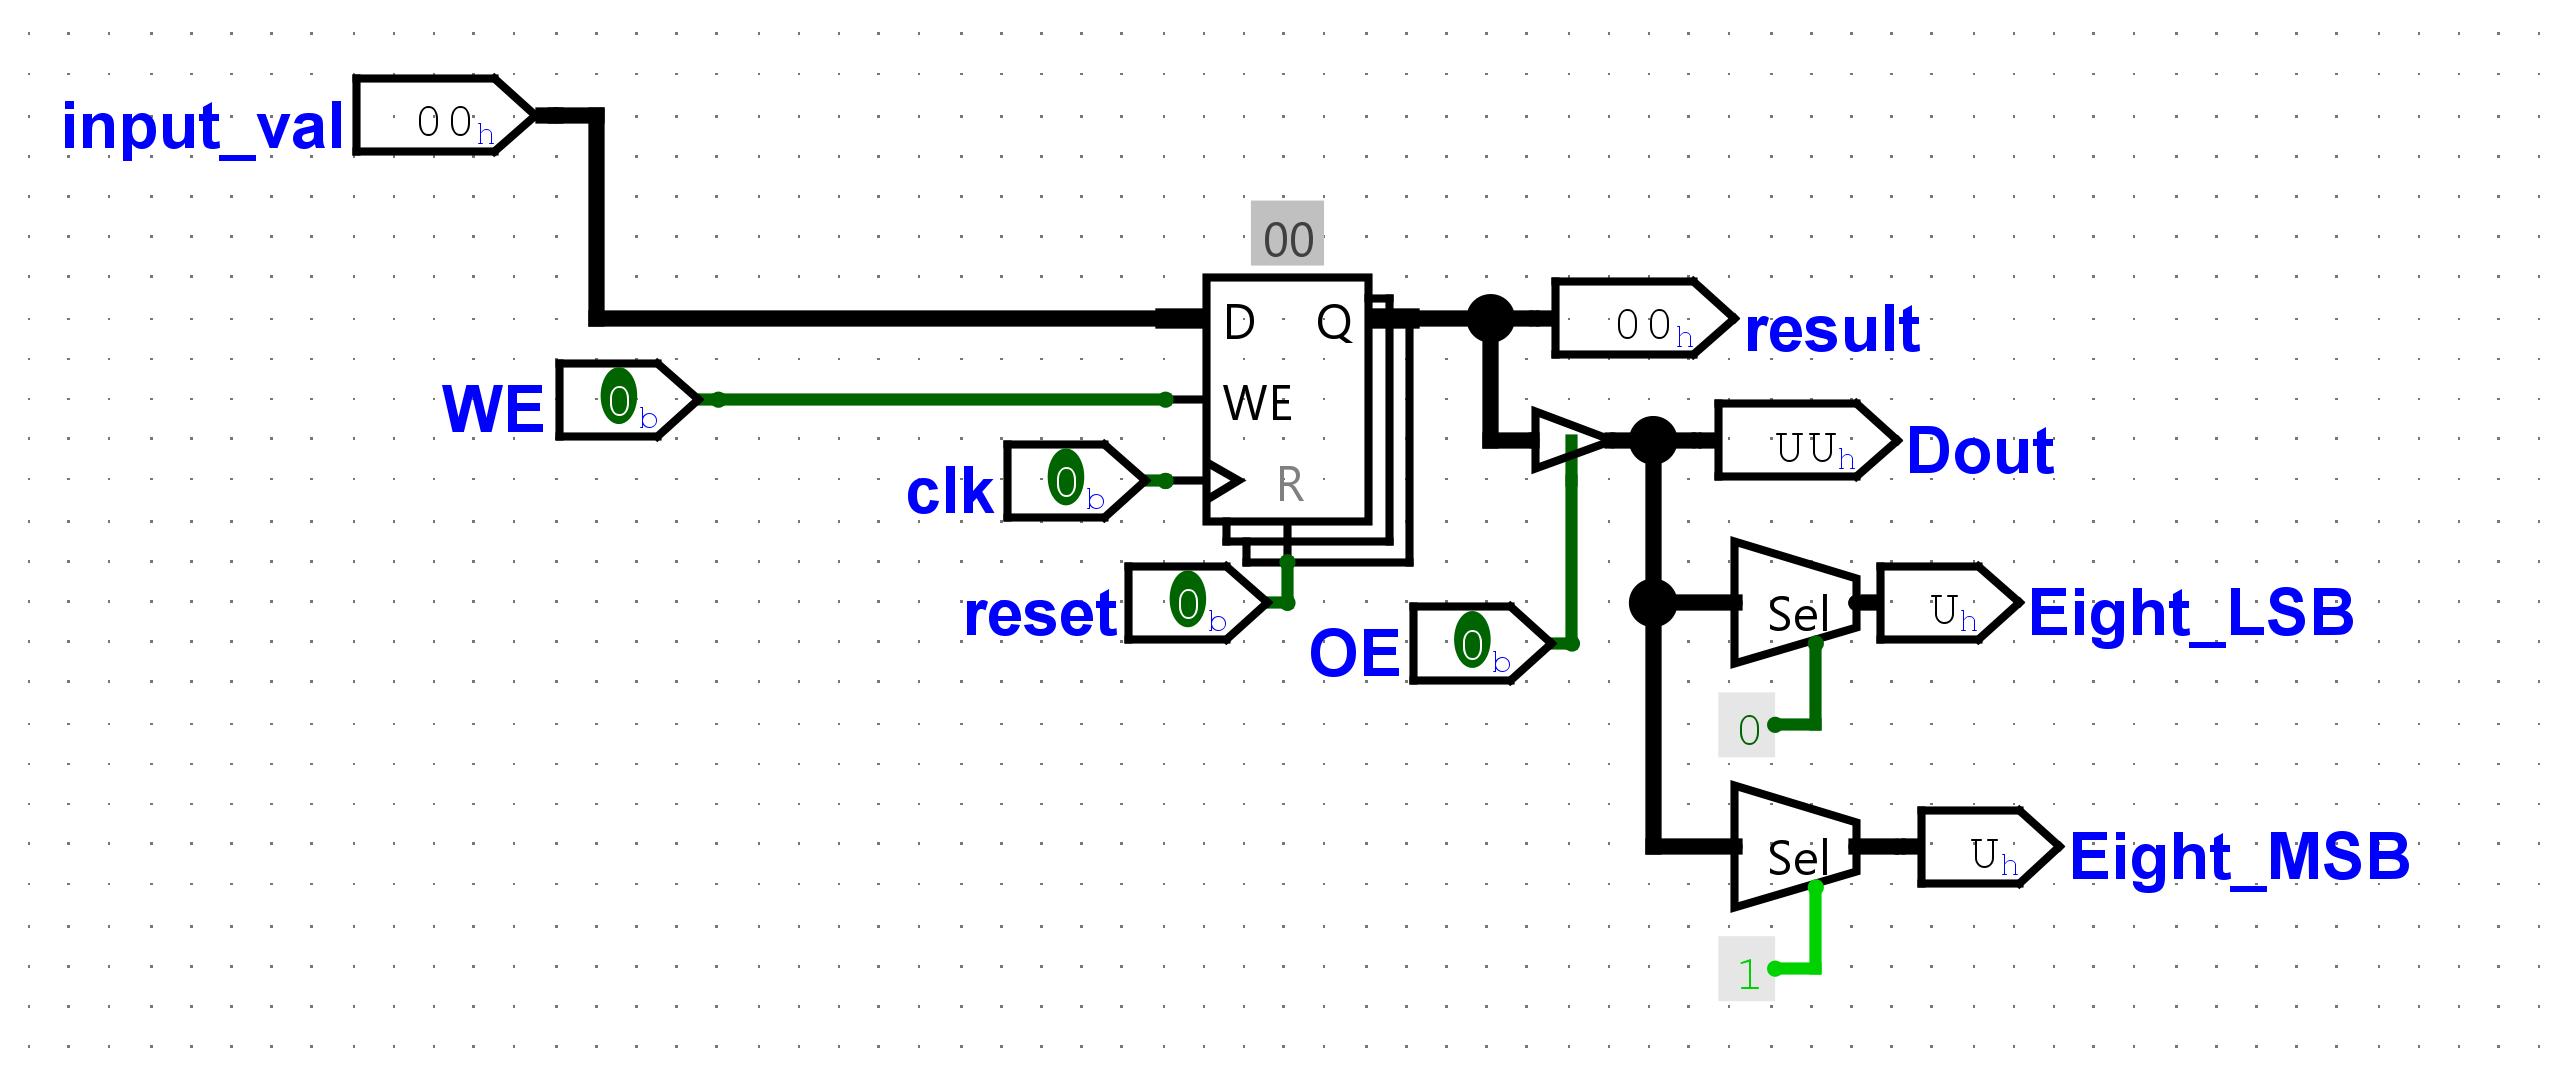 input_val 00h
00
D Q
00h result
WE 0b
WE
UUh Dout
clk 0b
R
reset 0b
OE 0b
Sel
Uh Eight_LSB
0
Sel
Uh Eight_MSB
1